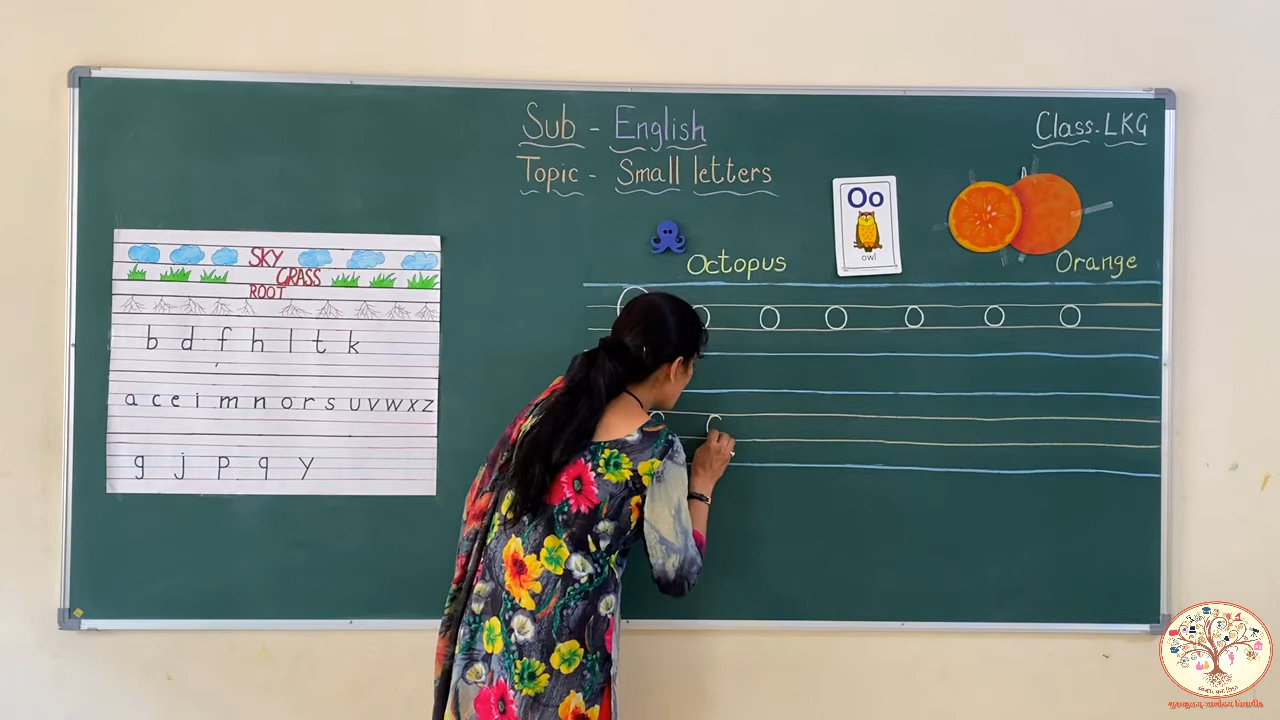 Sub - English
Class. LKG
Topic - Small letters
Oo
owl
Octopus
Orange
o o o o o
SKY
GRASS
ROOT
b d f h l t k
a c e i m n o r s u v w x z
g j p q y